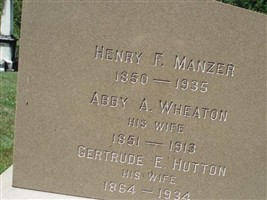 HENRY F. MANZER
1850 — 1935
ABBY A. WHEATON
HIS WIFE
1851 — 1913
GERTRUDE E. HUTTON
HIS WIFE
1864 — 1934